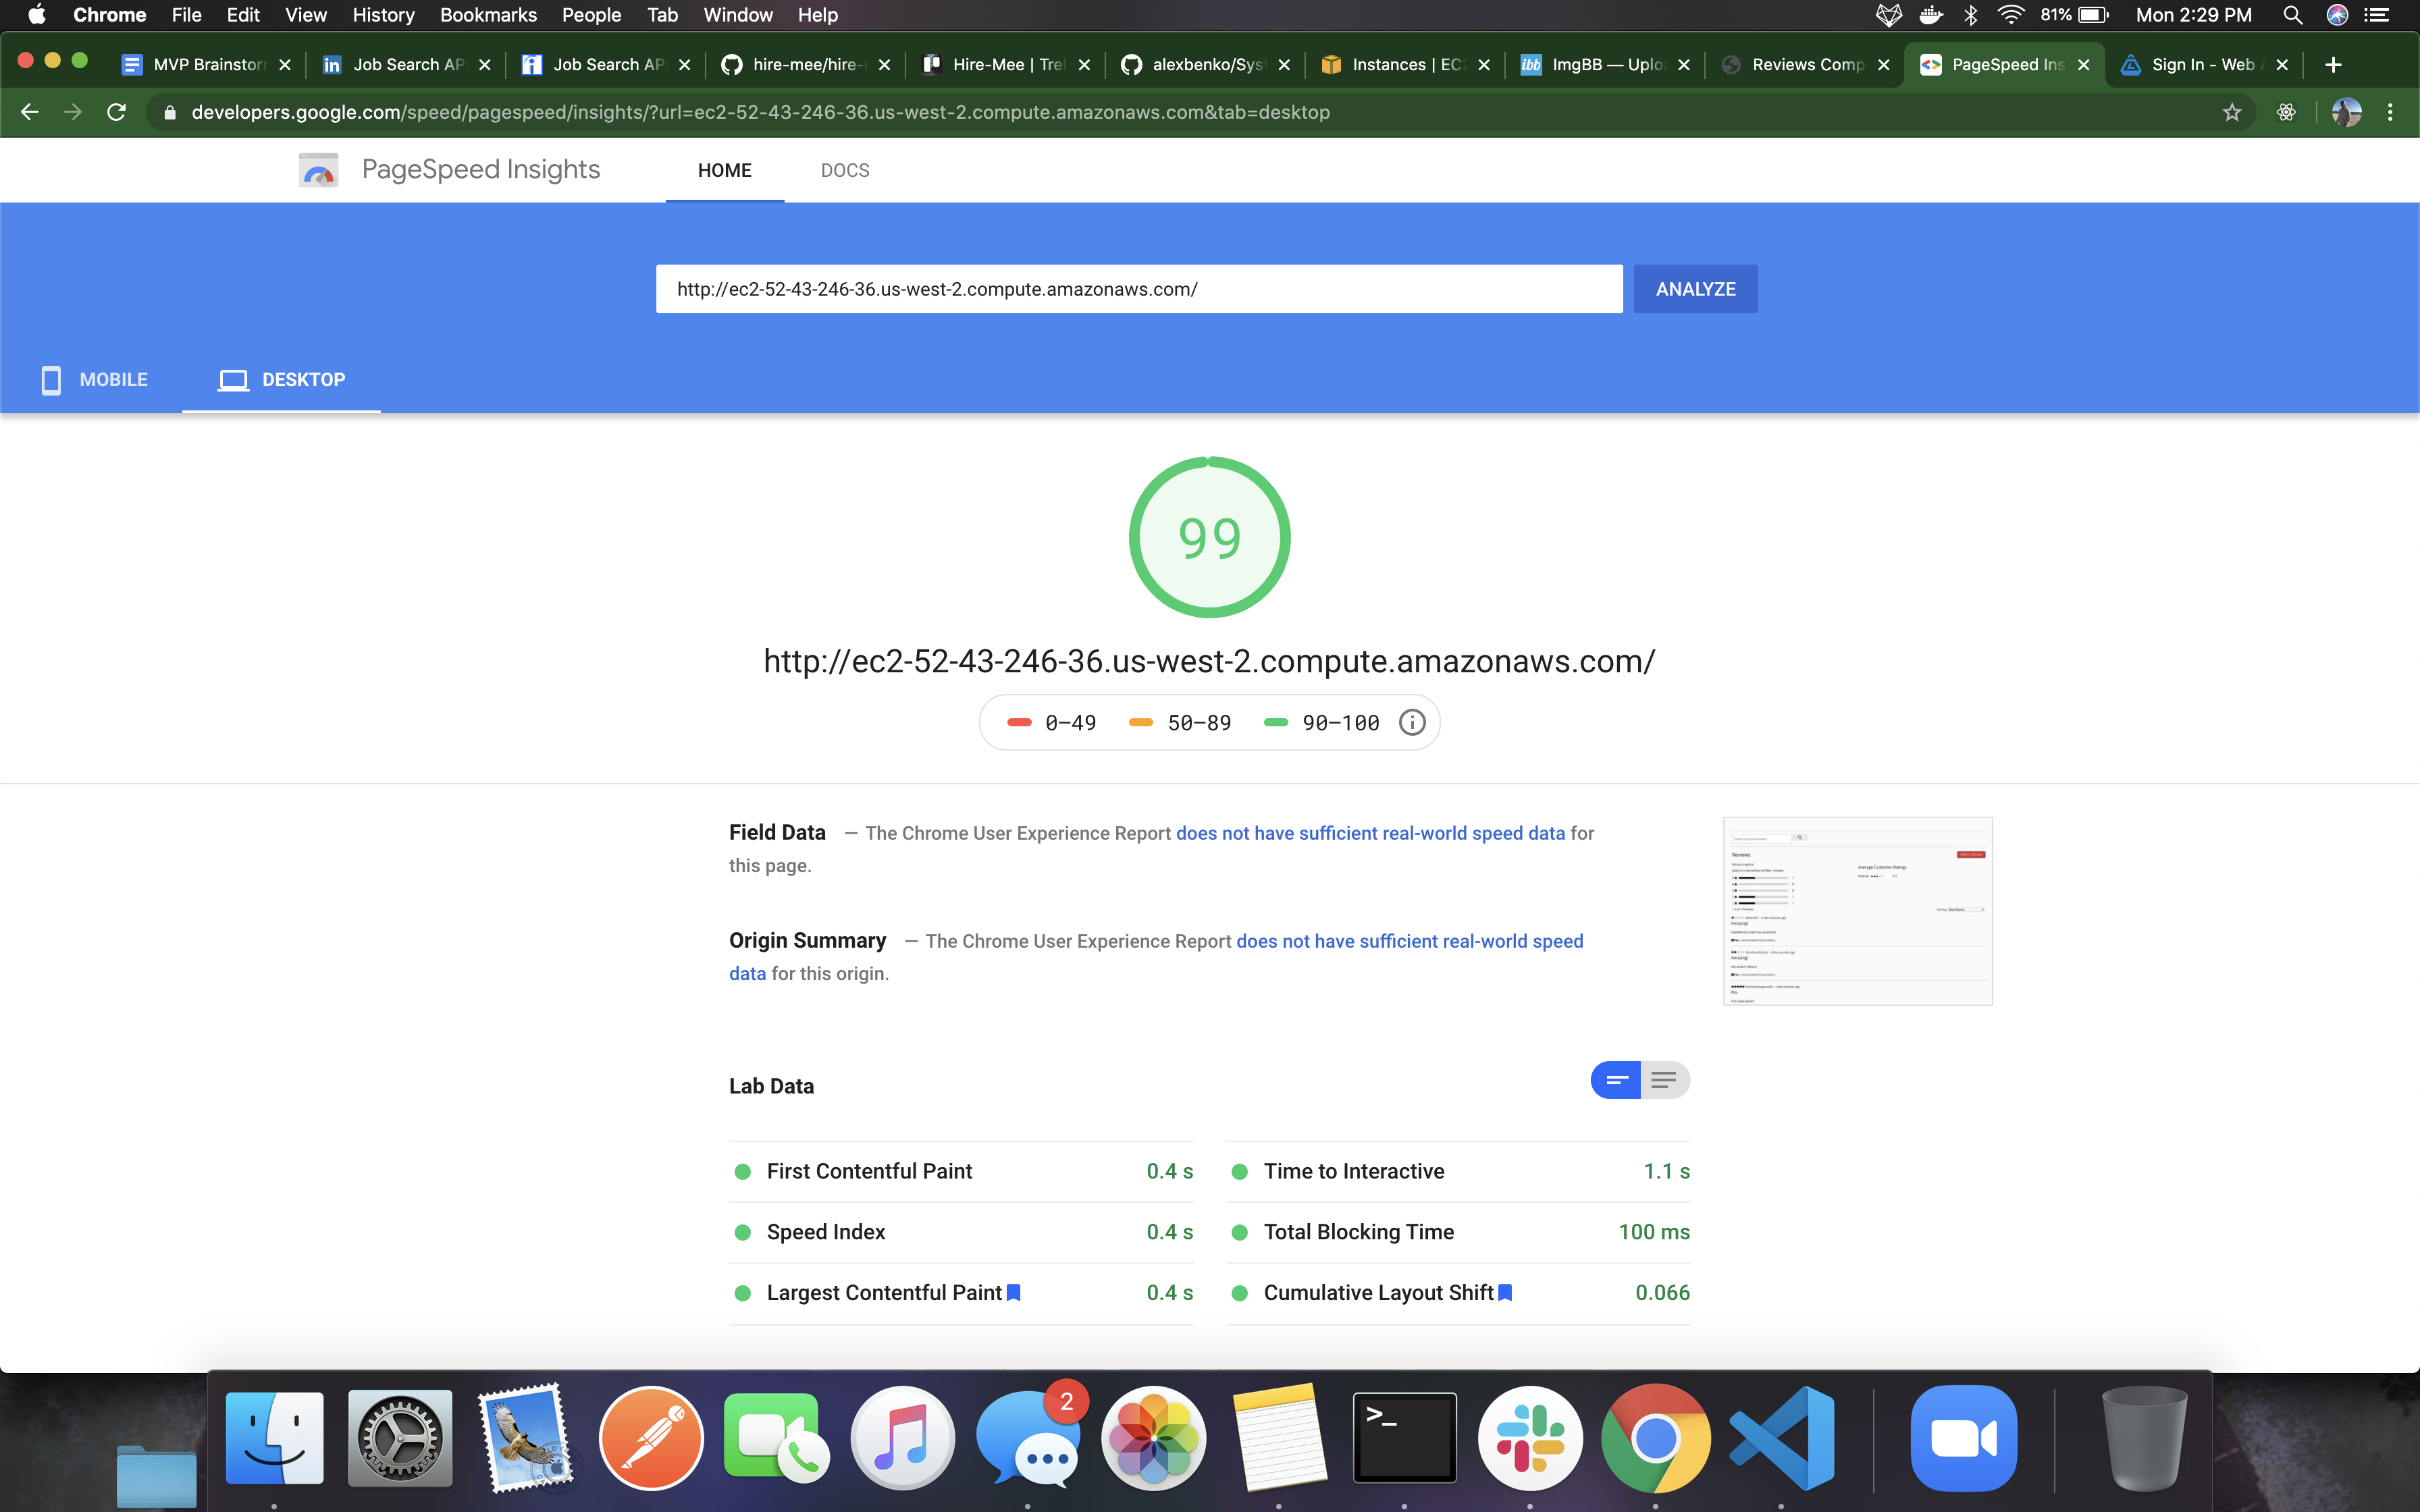 Chrome File Edit View History Bookmarks People Tab Window Help 81% Mon 2:29 PM
MVP Brainstor Job Search AP Job Search AP hire-mee/hire- Hire-Mee | Trel alexbenko/Sys Instances | EC2 ImgBB — Uplo Reviews Comp PageSpeed Ins Sign In - Web
developers.google.com/speed/pagespeed/insights/?url=ec2-52-43-246-36.us-west-2.compute.amazonaws.com&tab=desktop
PageSpeed Insights HOME DOCS
http://ec2-52-43-246-36.us-west-2.compute.amazonaws.com/ ANALYZE
MOBILE DESKTOP
99
http://ec2-52-43-246-36.us-west-2.compute.amazonaws.com/
0–49 50–89 90–100
Field Data — The Chrome User Experience Report does not have sufficient real-world speed data for
this page.
Origin Summary — The Chrome User Experience Report does not have sufficient real-world speed
data for this origin.
Reviews
Average Customer Ratings
Lab Data
First Contentful Paint 0.4 s Time to Interactive 1.1 s
Speed Index 0.4 s Total Blocking Time 100 ms
Largest Contentful Paint 0.4 s Cumulative Layout Shift 0.066
2